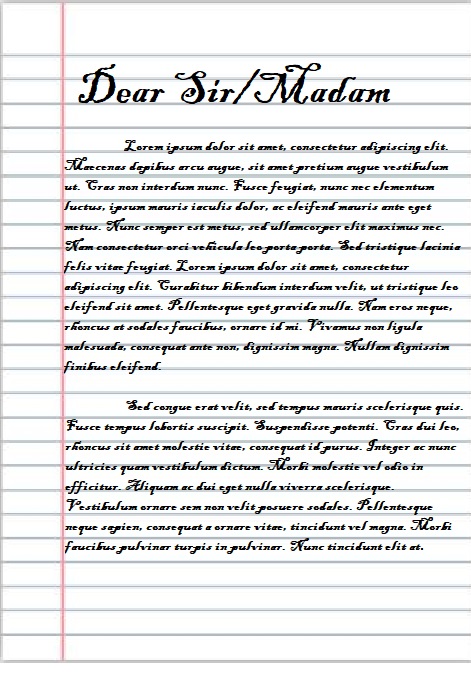 Dear Sir/Madam
Lorem ipsum dolor sit amet, consectetur adipiscing elit.
Maecenas dapibus arcu augue, sit amet pretium augue vestibulum
ut. Cras non interdum nunc. Fusce feugiat, nunc nec elementum
luctus, ipsum mauris iaculis dolor, ac eleifend mauris ante eget
metus. Nunc semper est metus, sed ullamcorper elit maximus nec.
Nam consectetur orci vehicula leo porta porta. Sed tristique lacinia
felis vitae feugiat. Lorem ipsum dolor sit amet, consectetur
adipiscing elit. Curabitur bibendum interdum velit, ut tristique leo
eleifend sit amet. Pellentesque eget gravida nulla. Nam eros neque,
rhoncus at sodales faucibus, ornare id mi. Vivamus non ligula
malesuada, consequat ante non, dignissim magna. Nullam dignissim
finibus eleifend.
Sed congue erat velit, sed tempus mauris scelerisque quis.
Fusce tempus lobortis suscipit. Suspendisse potenti. Cras dui leo,
rhoncus sit amet molestie vitae, consequat id purus. Integer ac nunc
ultricies quam vestibulum dictum. Morbi molestie vel odio in
efficitur. Aliquam ac dui eget nulla viverra scelerisque.
Vestibulum ornare sem non velit posuere sodales. Pellentesque
neque sapien, consequat a ornare vitae, tincidunt vel magna. Morbi
faucibus pulvinar turpis in pulvinar. Nunc tincidunt elit at.